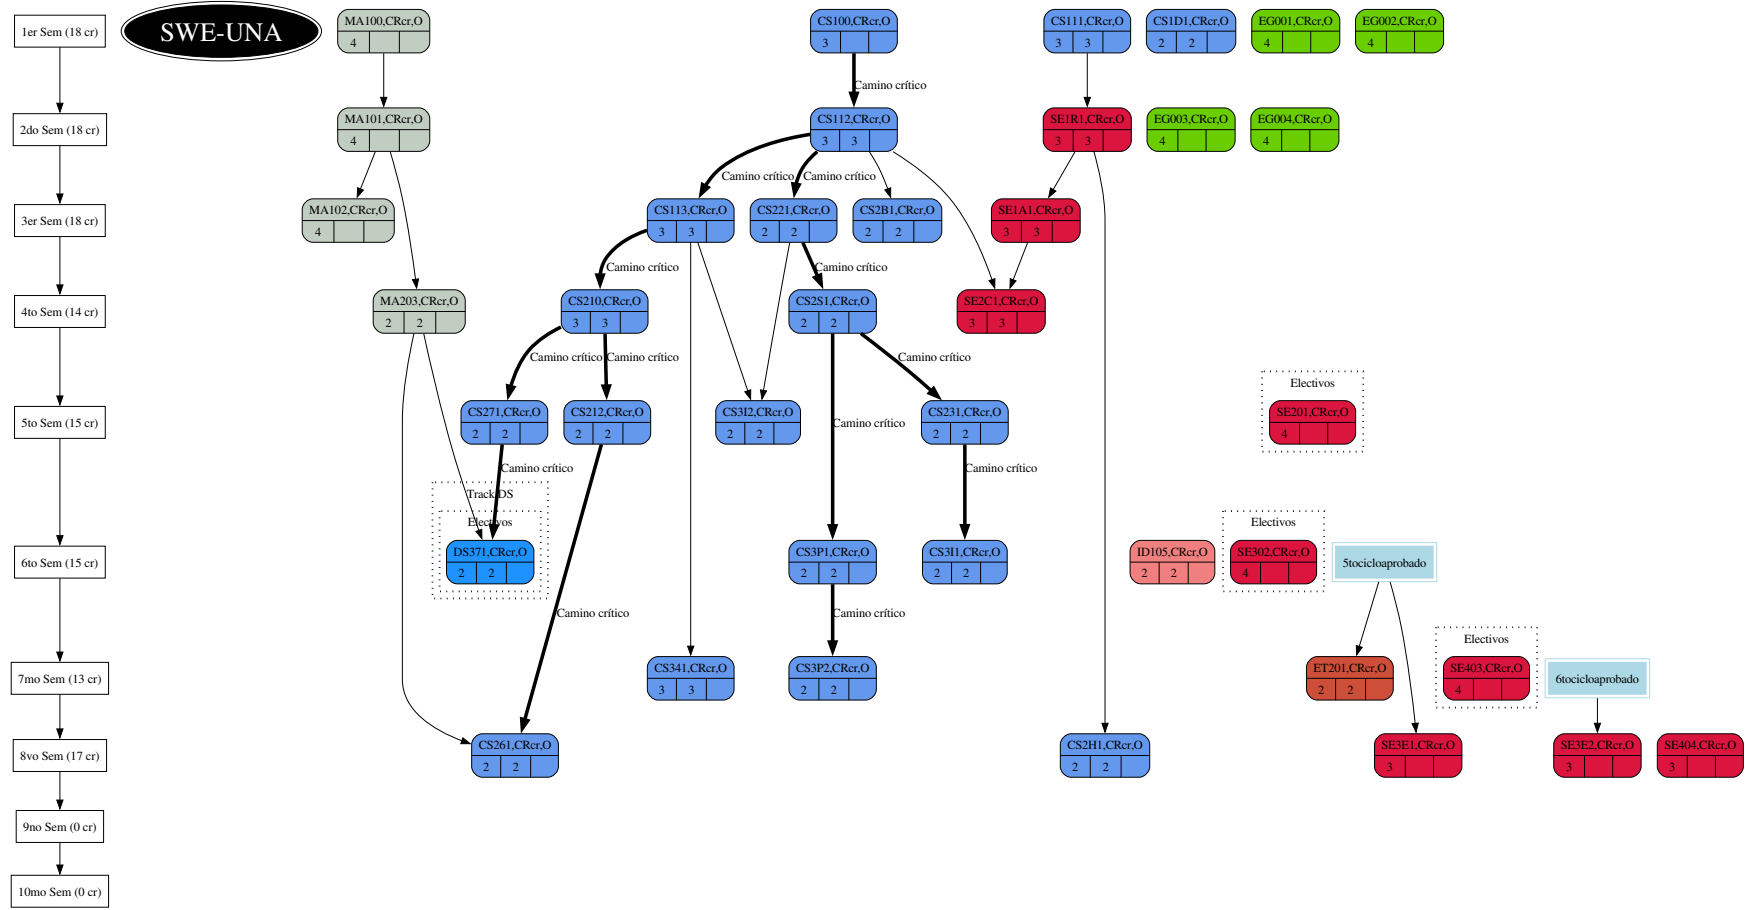 SWE-UNA
1er Sem (18 cr)
MA100,CRcr,O
4
CS100,CRcr,O
3
CS111,CRcr,O
3 3
CS1D1,CRcr,O
2 2
EG001,CRcr,O
4
EG002,CRcr,O
4
Camino crítico
2do Sem (18 cr)
MA101,CRcr,O
4
CS112,CRcr,O
3 3
SE1R1,CRcr,O
3 3
EG003,CRcr,O
4
EG004,CRcr,O
4
Camino crítico
Camino crítico
3er Sem (18 cr)
MA102,CRcr,O
4
CS113,CRcr,O
3 3
CS221,CRcr,O
2 2
CS2B1,CRcr,O
2 2
SE1A1,CRcr,O
3 3
Camino crítico
Camino crítico
4to Sem (14 cr)
MA203,CRcr,O
2 2
CS210,CRcr,O
3 3
CS2S1,CRcr,O
2 2
SE2C1,CRcr,O
3 3
Camino crítico
Camino crítico
Camino crítico
Electivos
5to Sem (15 cr)
CS271,CRcr,O
2 2
CS212,CRcr,O
2 2
CS3I2,CRcr,O
2 2
Camino crítico
CS231,CRcr,O
2 2
SE201,CRcr,O
4
Camino crítico
Camino crítico
Track DS
Electivos
Electivos
6to Sem (15 cr)
DS371,CRcr,O
2 2
CS3P1,CRcr,O
2 2
CS3I1,CRcr,O
2 2
ID105,CRcr,O
2 2
SE302,CRcr,O
4
5tocicloaprobado
Camino crítico
Camino crítico
Electivos
7mo Sem (13 cr)
CS341,CRcr,O
3 3
CS3P2,CRcr,O
2 2
ET201,CRcr,O
2 2
SE403,CRcr,O
4
6tocicloaprobado
8vo Sem (17 cr)
CS261,CRcr,O
2 2
CS2H1,CRcr,O
2 2
SE3E1,CRcr,O
3
SE3E2,CRcr,O
3
SE404,CRcr,O
3
9no Sem (0 cr)
10mo Sem (0 cr)